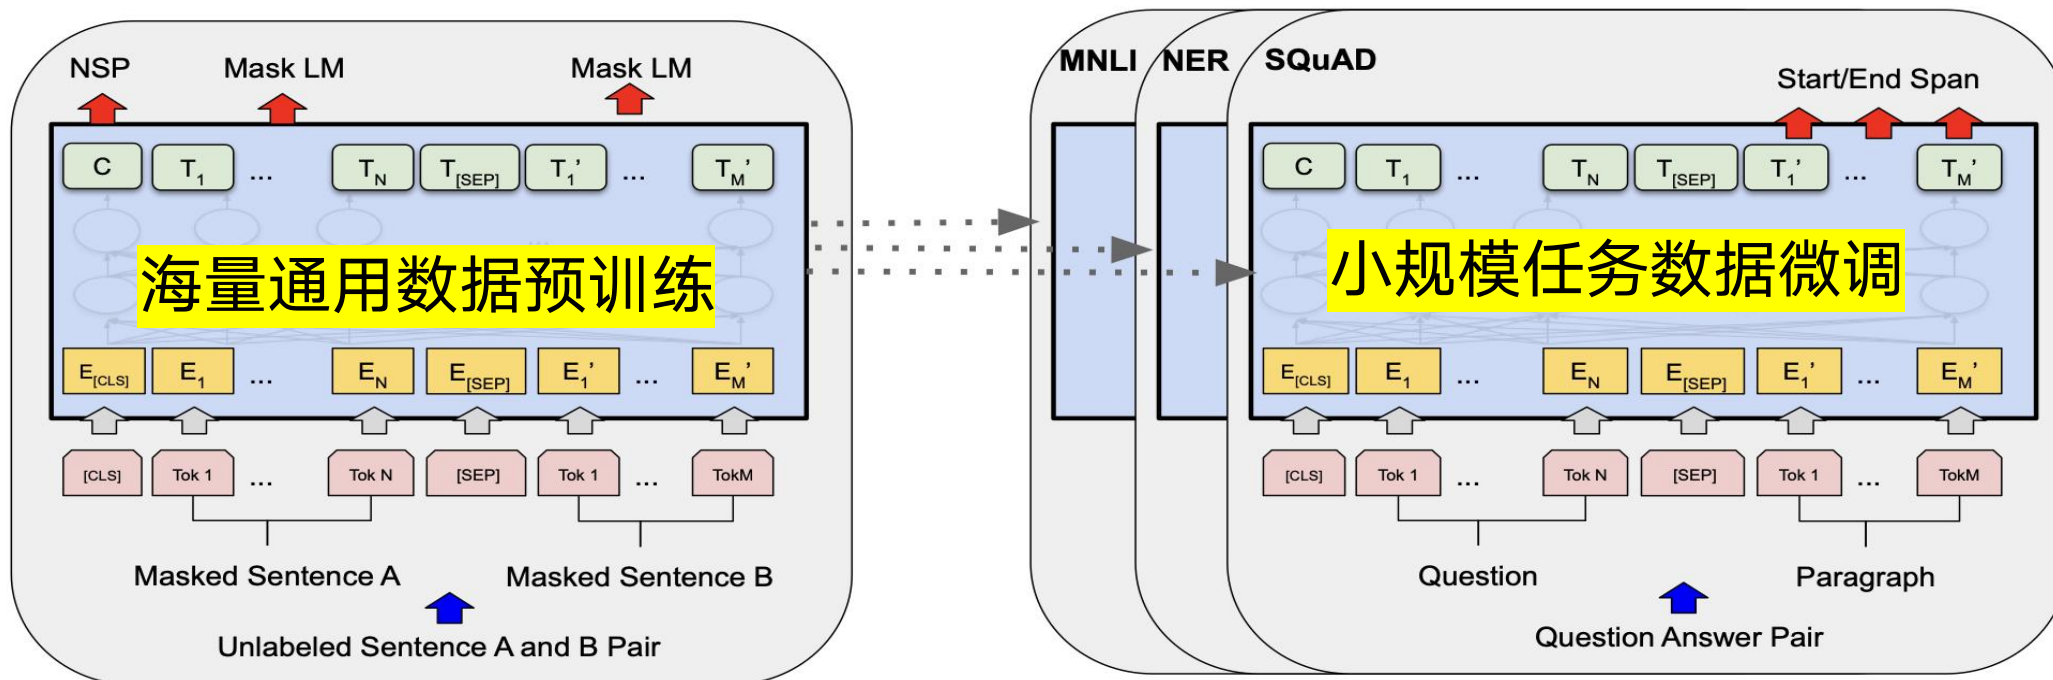 NSP Mask LM Mask LM
C T1 ... TN T[SEP] T1' ... TM'
...
海量通用数据预训练
E[CLS] E1 ... EN E[SEP] E1' ... EM'
[CLS] Tok 1 ... Tok N [SEP] Tok 1 ... TokM
Masked Sentence A Masked Sentence B
Unlabeled Sentence A and B Pair
MNLI NER SQuAD
Start/End Span
C T1 ... TN T[SEP] T1' ... TM'
小规模任务数据微调
E[CLS] E1 ... EN E[SEP] E1' ... EM'
[CLS] Tok 1 ... Tok N [SEP] Tok 1 ... TokM
Question Paragraph
Question Answer Pair